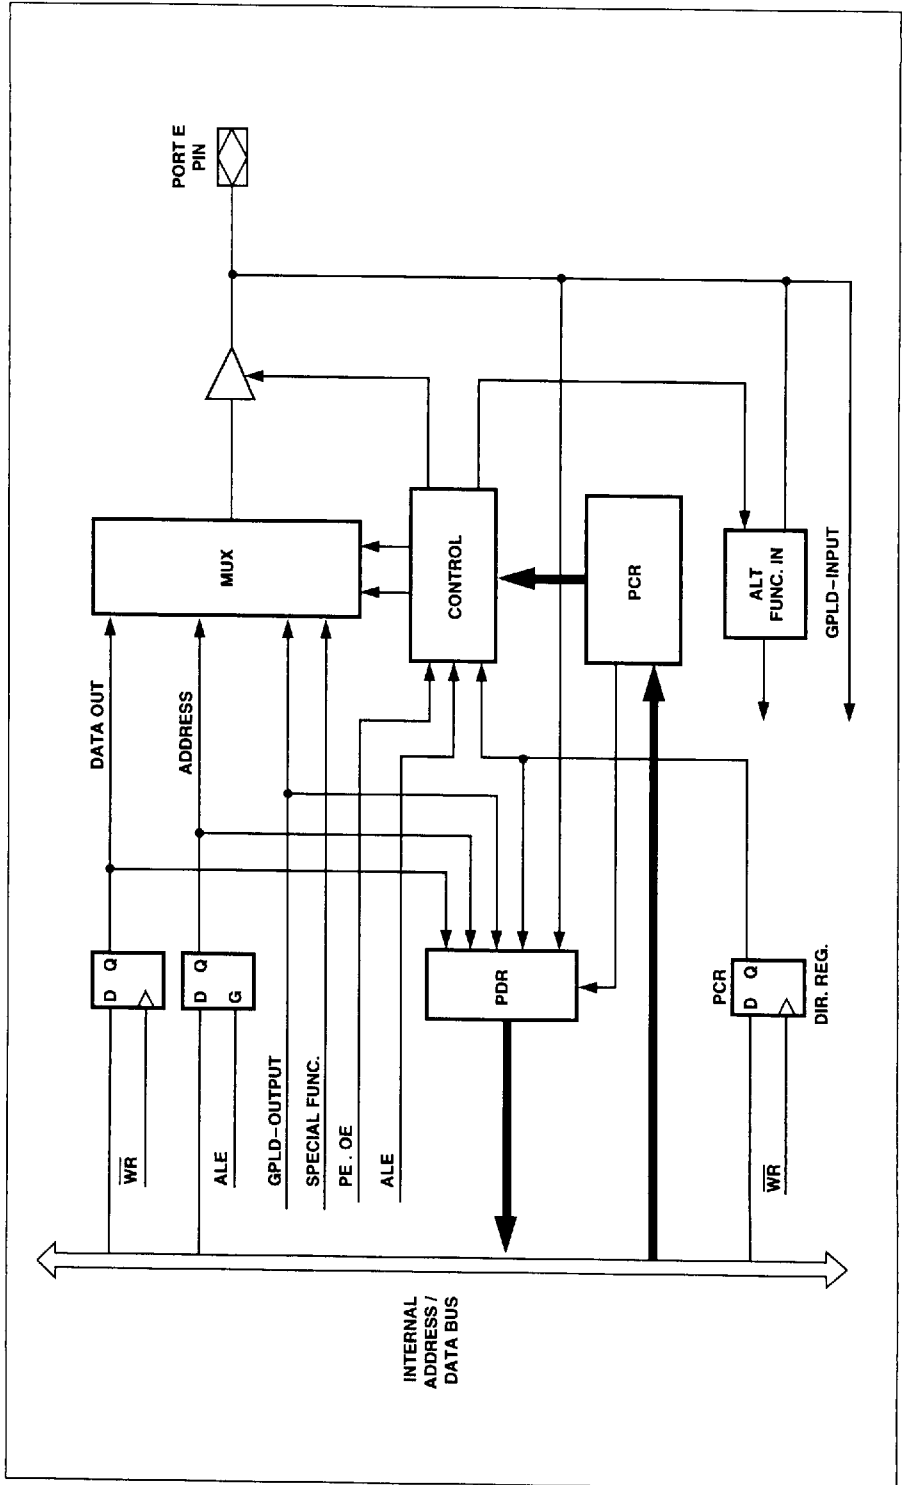 PORT E
PIN
MUX
CONTROL
PCR
ALT
FUNC. IN
GPLD–INPUT
DATA OUT
ADDRESS
D Q
D Q
G
PDR
PCR
D Q
DIR. REG.
WR
ALE
GPLD–OUTPUT
SPECIAL FUNC.
PE . OE
ALE
WR
INTERNAL
ADDRESS /
DATA BUS